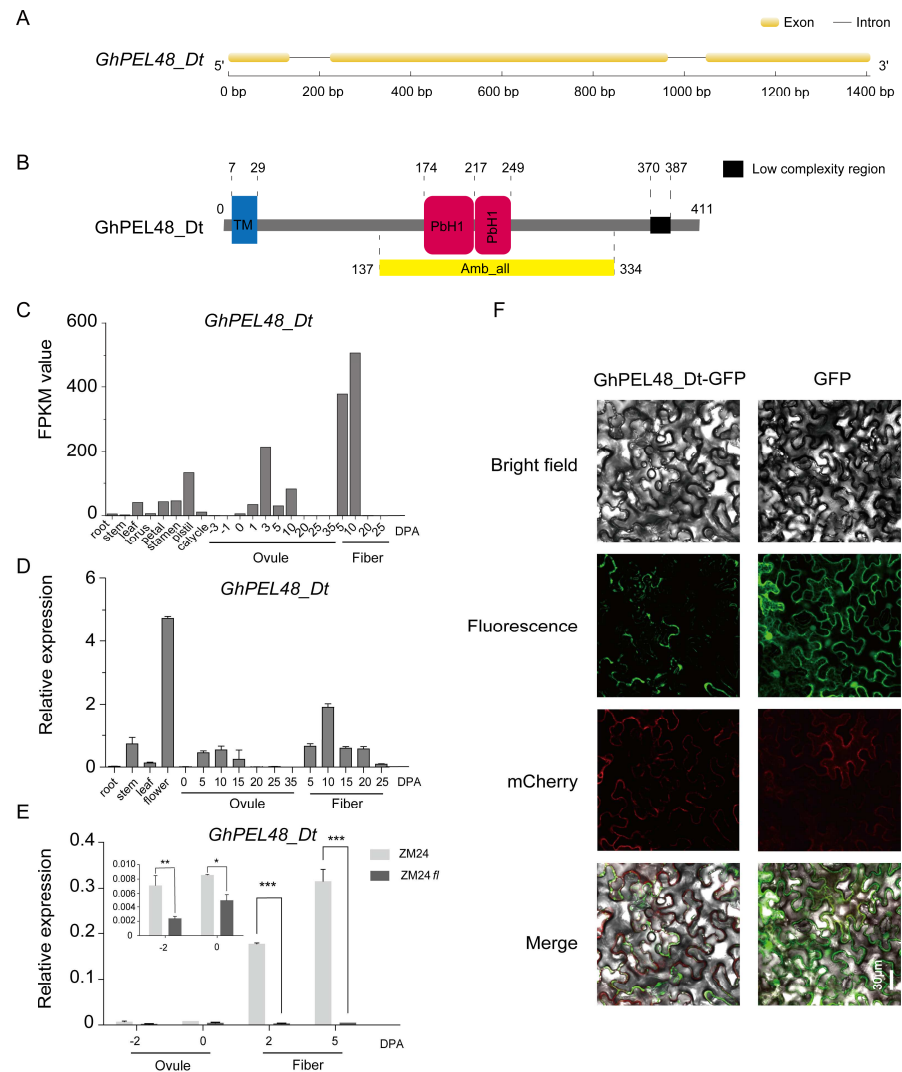 A
Exon
Intron
GhPEL48_Dt
5'
3'
0 bp
200 bp
400 bp
600 bp
800 bp
1000 bp
1200 bp
1400 bp
B
7
29
174
217
249
370
387
Low complexity region
0
411
GhPEL48_Dt
TM
PbH1
PbH1
137
Amb_all
334
C
GhPEL48_Dt
FPKM value
600
400
200
0
root
stem
leaf
torus
petal
stamen
pistil
calycle
-3
-1
0
1
3
5
10
20
25
35
5
10
20
25
DPA
Ovule
Fiber
D
GhPEL48_Dt
Relative expression
6
4
2
0
root
stem
leaf
flower
0
5
10
15
20
25
35
5
10
15
20
25
DPA
Ovule
Fiber
E
GhPEL48_Dt
Relative expression
0.4
0.3
0.2
0.1
0
0.010
0.008
0.006
0.004
0.002
0
**
*
-2
0
***
***
ZM24
ZM24 fl
-2
0
2
5
DPA
Ovule
Fiber
F
GhPEL48_Dt-GFP
GFP
Bright field
Fluorescence
mCherry
Merge
30μm